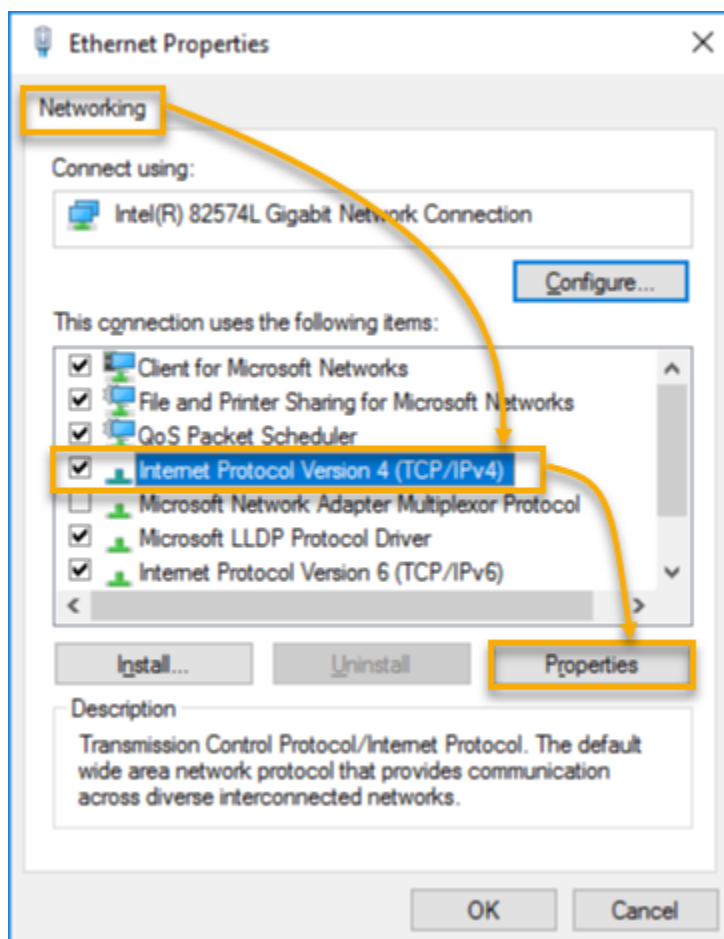 Ethernet Properties
Networking
Connect using:
Intel(R) 82574L Gigabit Network Connection
Configure...
This connection uses the following items:
Client for Microsoft Networks
File and Printer Sharing for Microsoft Networks
QoS Packet Scheduler
Internet Protocol Version 4 (TCP/IPv4)
Microsoft Network Adapter Multiplexor Protocol
Microsoft LLDP Protocol Driver
Internet Protocol Version 6 (TCP/IPv6)
Install... Uninstall Properties
Description
Transmission Control Protocol/Internet Protocol. The default
wide area network protocol that provides communication
across diverse interconnected networks.
OK Cancel